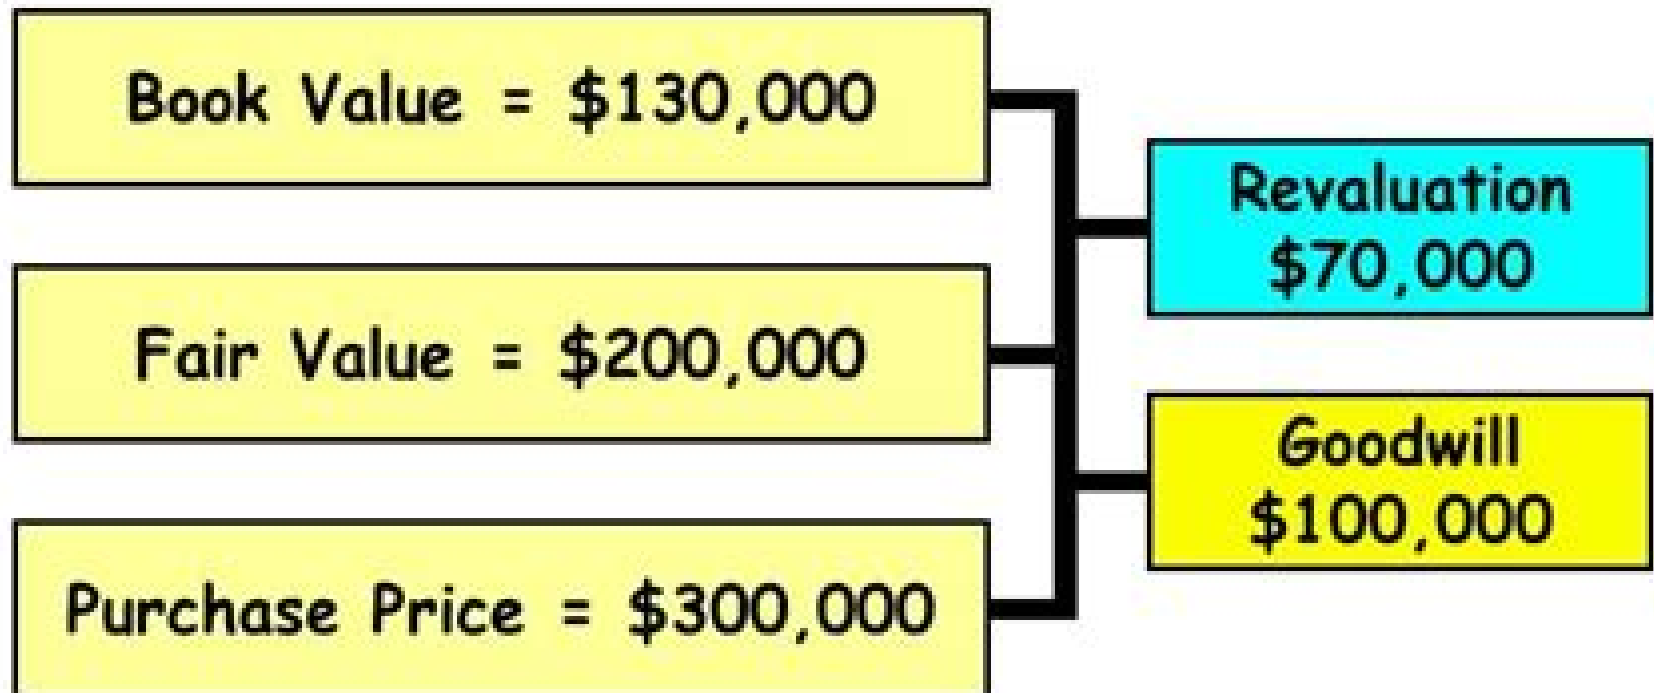 Book Value = $130,000
Fair Value = $200,000
Purchase Price = $300,000
Revaluation
$70,000
Goodwill
$100,000